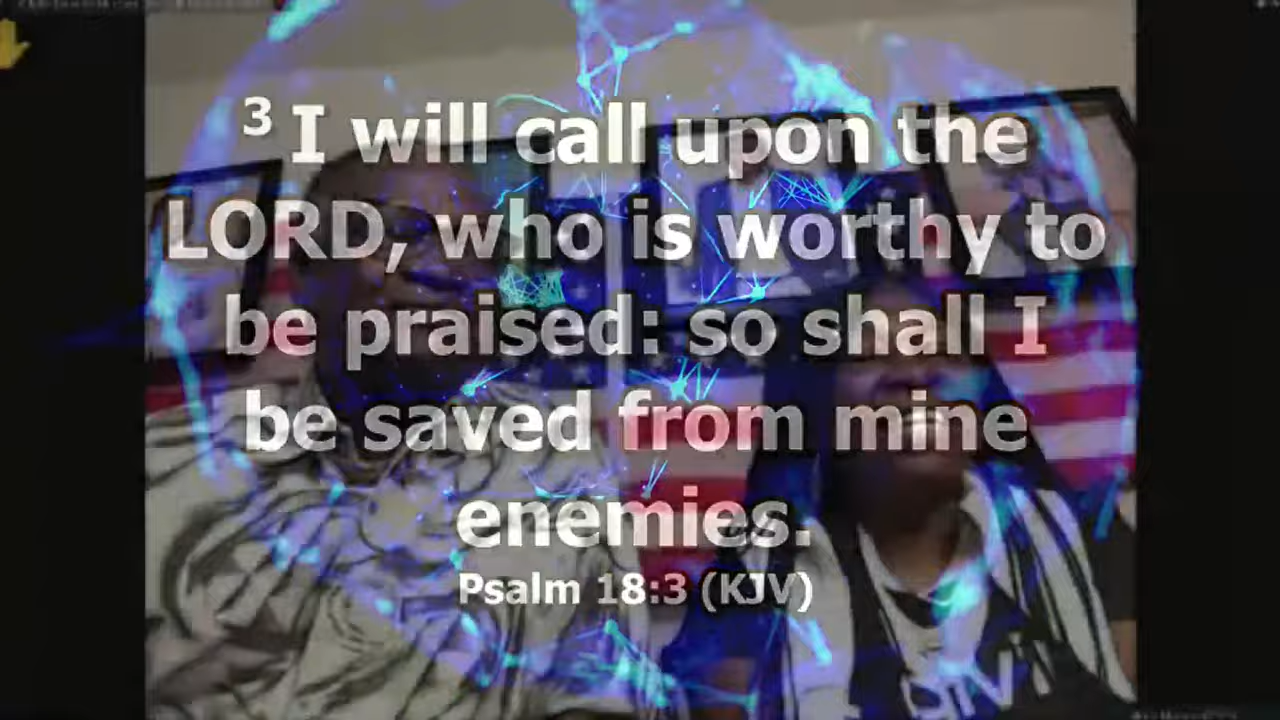 3 I will call upon the
LORD, who is worthy to
be praised: so shall I
be saved from mine
enemies.
Psalm 18:3 (KJV)